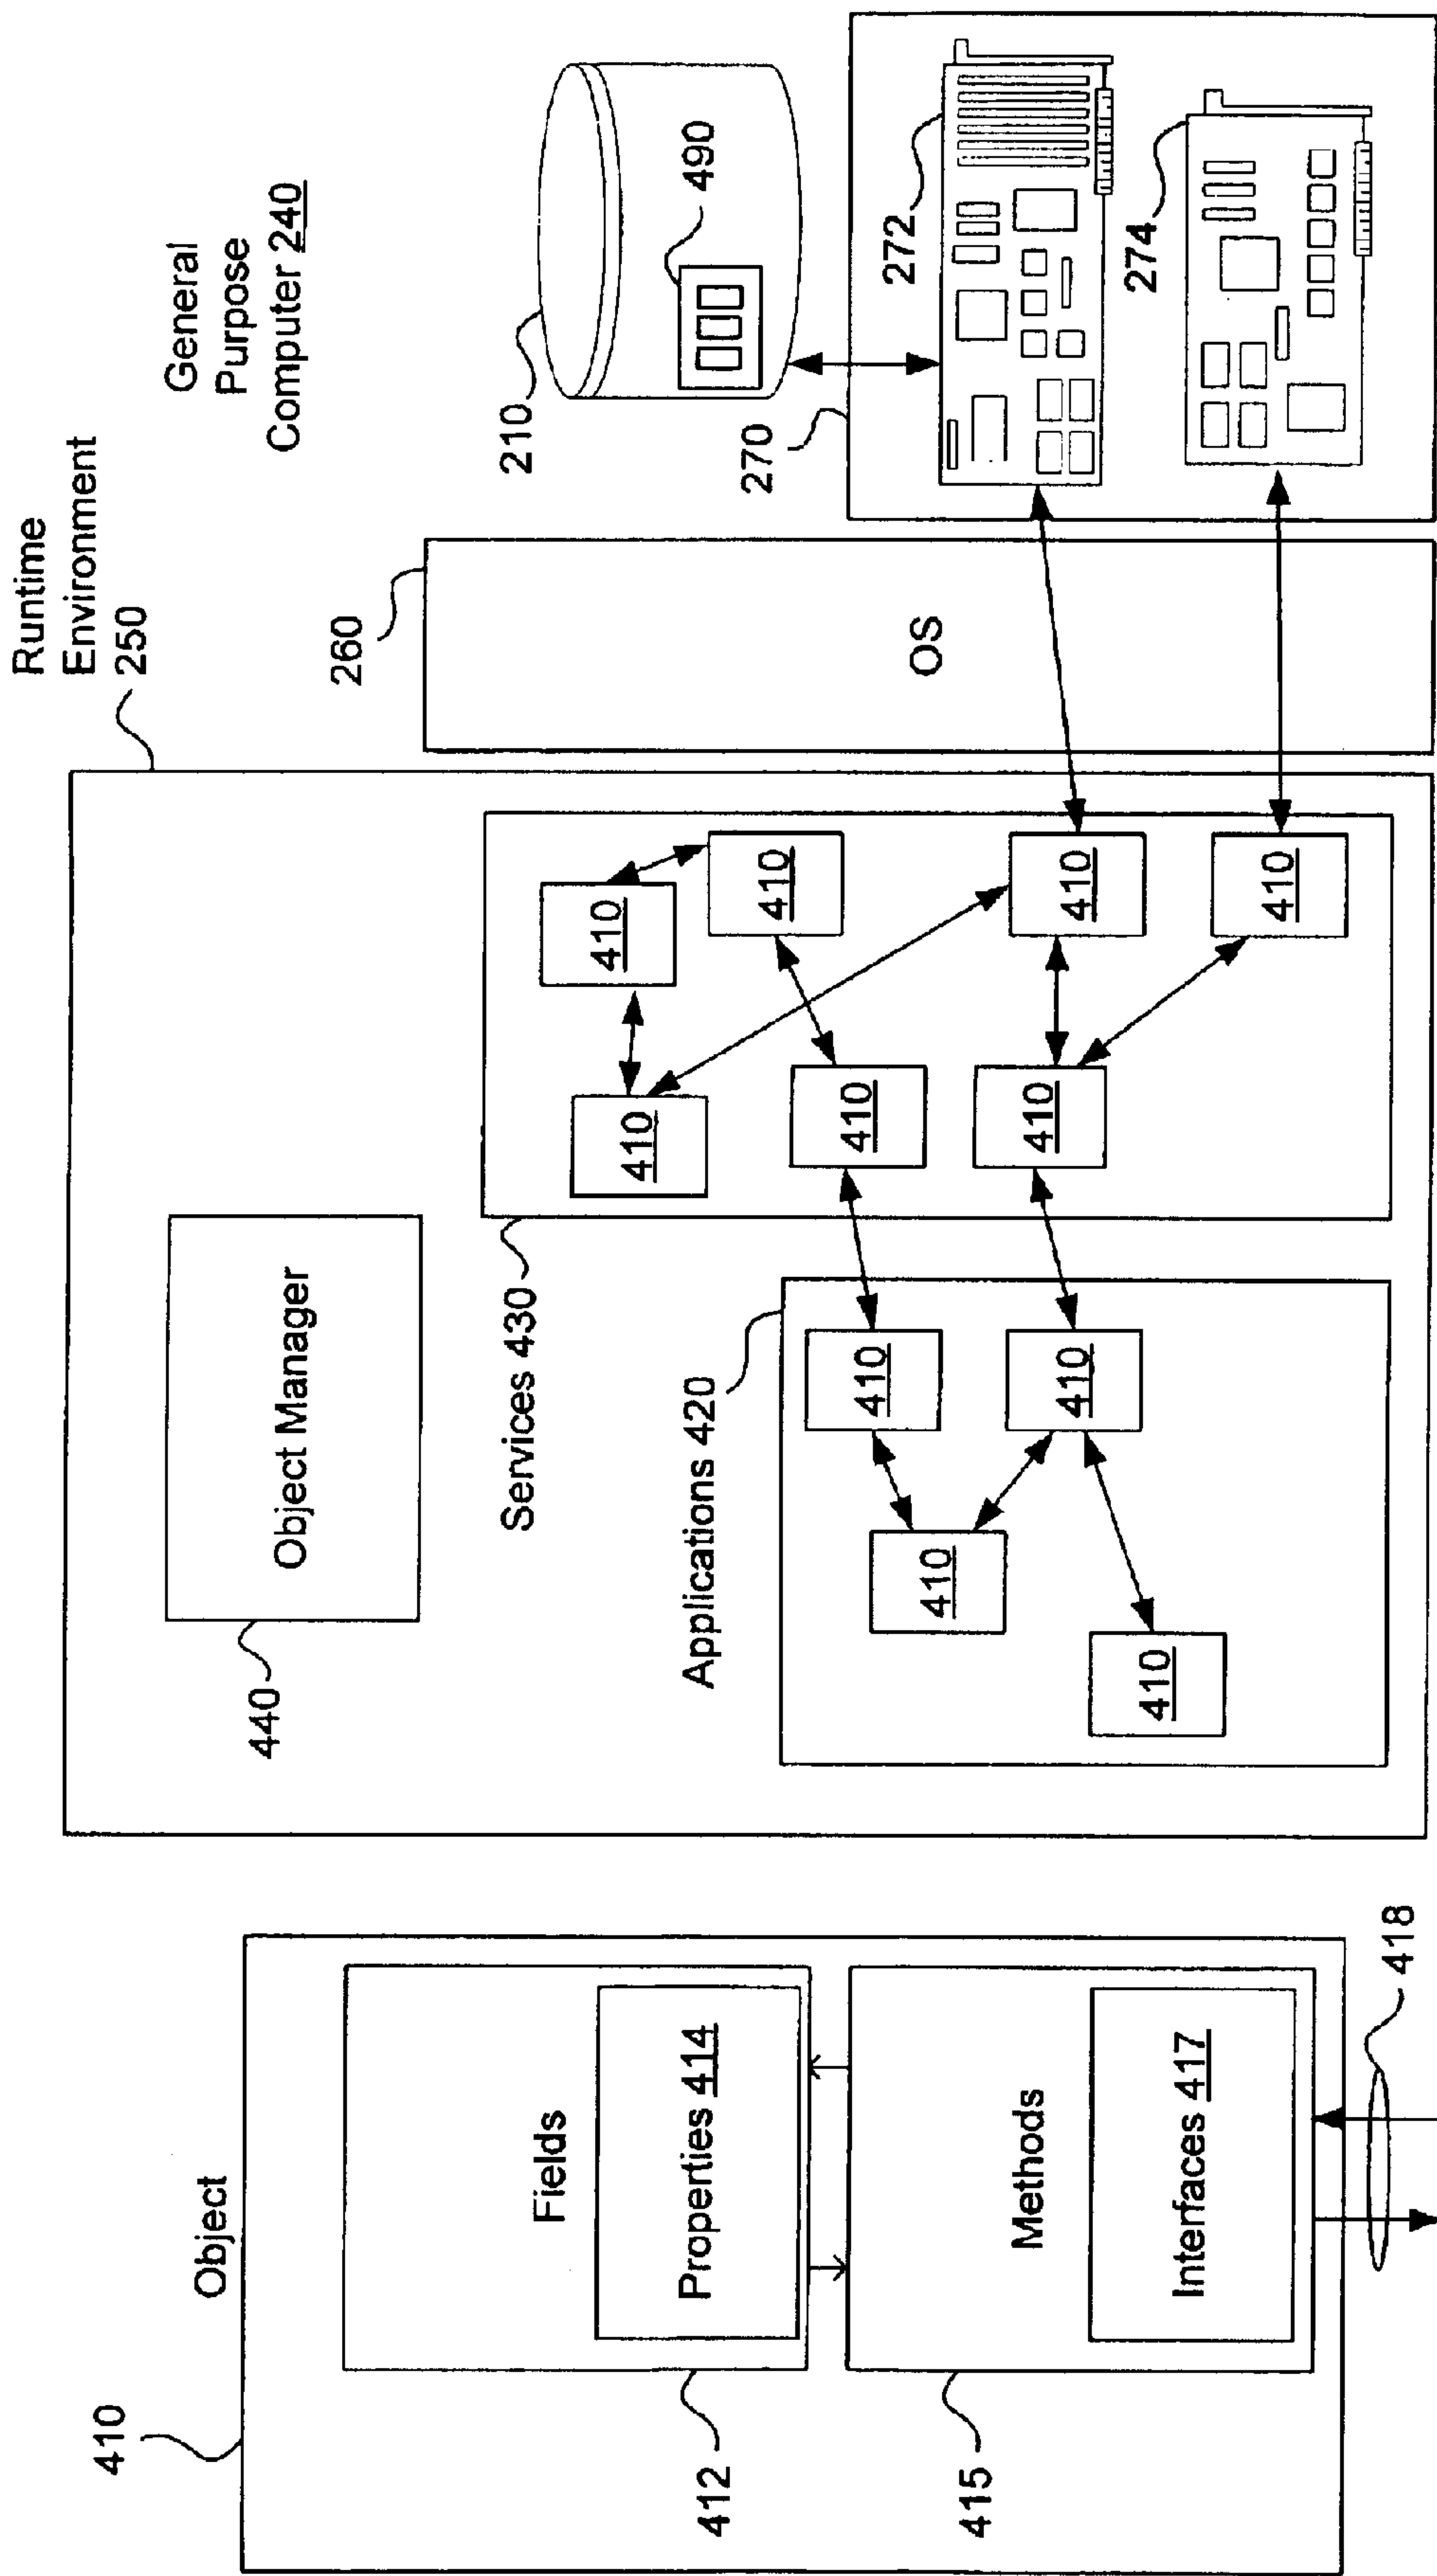 Object
410
Fields
Properties 414
412
Methods
415
Interfaces 417
418
Runtime
Environment
250
440
Object Manager
Services 430
Applications 420
410
410
410
410
410
410
410
410
410
410
410
260
OS
General
Purpose
Computer 240
210
490
270
272
274